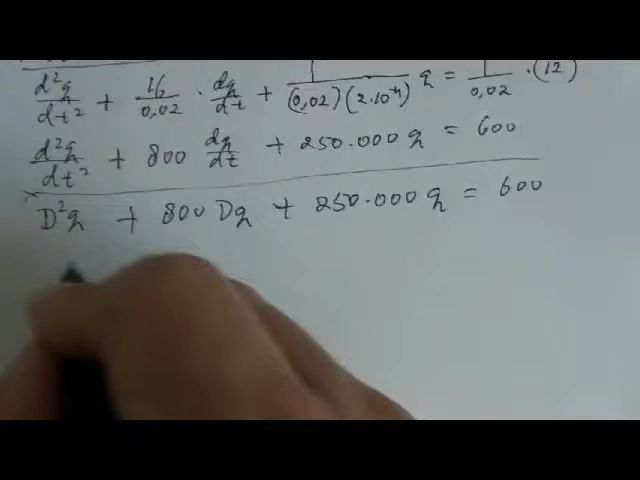 d²q/dt² + 16/0,02 · dq/dt + 1/(0,02)(2·10⁻⁴) q = 1/0,02 · (12)
d²q/dt² + 800 dq/dt + 250.000 q = 600
D²q + 800 Dq + 250.000 q = 600